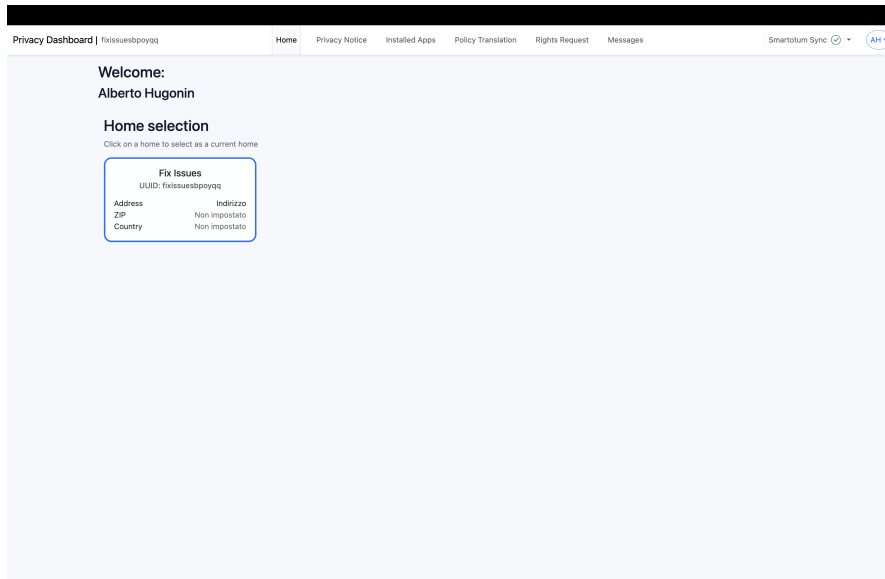 Privacy Dashboard | fixissuesbpoyqq Home Privacy Notice Installed Apps Policy Translation Rights Request Messages Smartotum Sync AH
Welcome:
Alberto Hugonin
Home selection
Click on a home to select as a current home
Fix Issues
UUID: fixissuesbpoyqq
Address Indirizzo
ZIP Non impostato
Country Non impostato